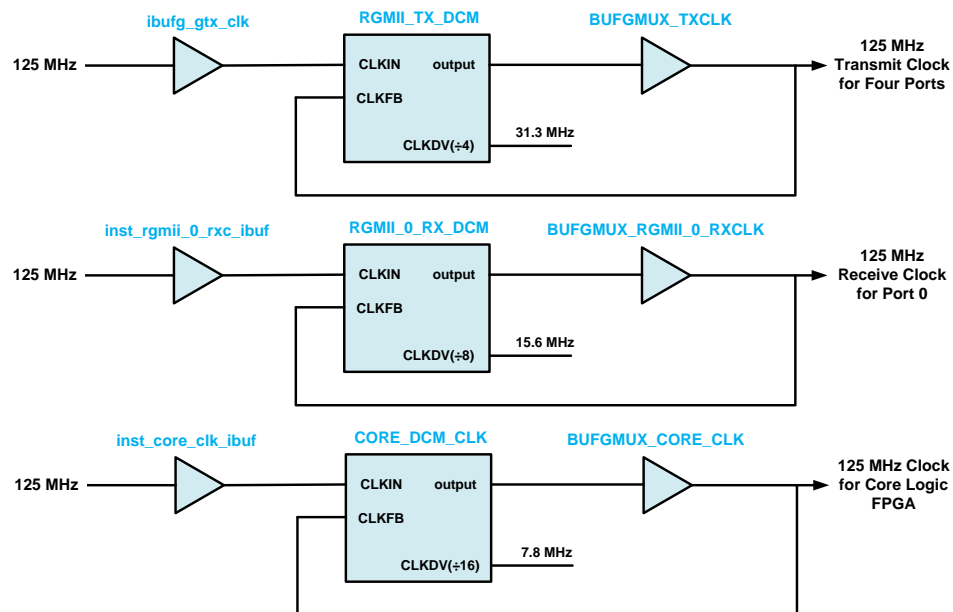 ibufg_gtx_clk
RGMII_TX_DCM
BUFGMUX_TXCLK
125 MHz
CLKIN
output
CLKFB
CLKDV(÷4)
31.3 MHz
125 MHz
Transmit Clock
for Four Ports
inst_rgmii_0_rxc_ibuf
RGMII_0_RX_DCM
BUFGMUX_RGMII_0_RXCLK
125 MHz
CLKIN
output
CLKFB
CLKDV(÷8)
15.6 MHz
125 MHz
Receive Clock
for Port 0
inst_core_clk_ibuf
CORE_DCM_CLK
BUFGMUX_CORE_CLK
125 MHz
CLKIN
output
CLKFB
CLKDV(÷16)
7.8 MHz
125 MHz Clock
for Core Logic
FPGA